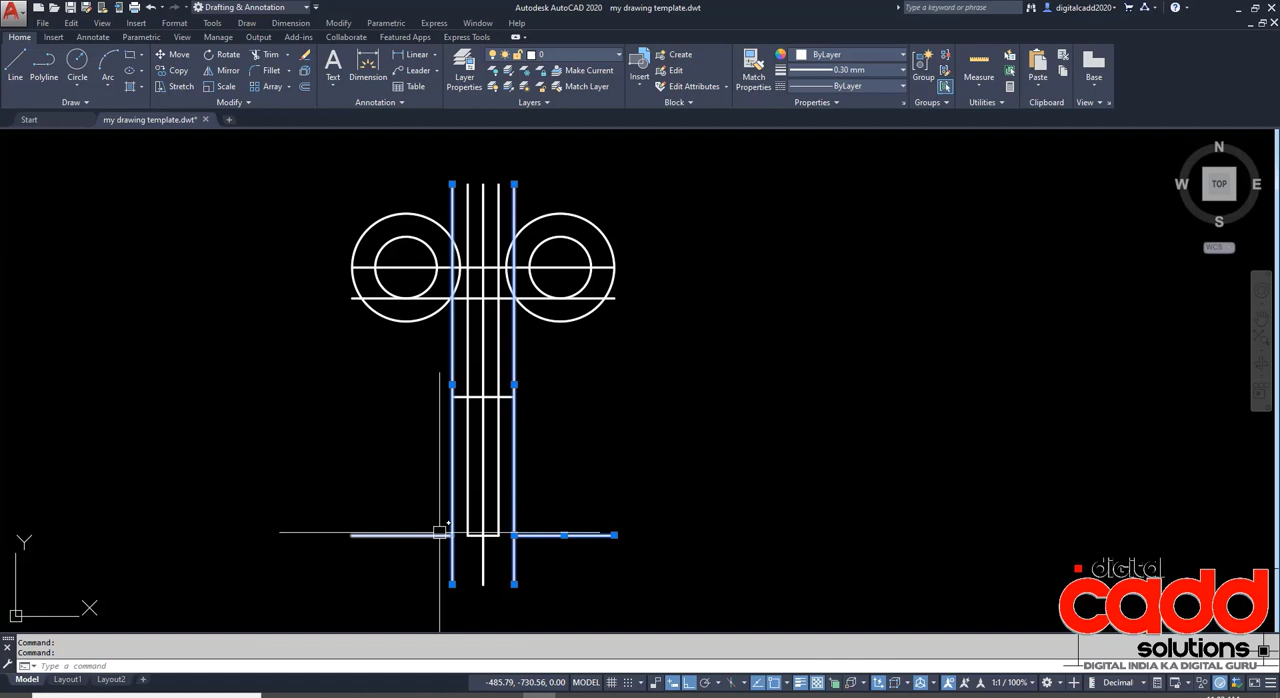 Drafting & Annotation
Autodesk AutoCAD 2020 my drawing template.dwt
Type a keyword or phrase
digitalcadd2020
File Edit View Insert Format Tools Draw Dimension Modify Parametric Express Window Help
Home Insert Annotate Parametric View Manage Output Add-ins Collaborate Featured Apps Express Tools
Line Polyline Circle Arc
Move Rotate Trim
Copy Mirror Fillet
Stretch Scale Array
Text Dimension
Linear
Leader
Table
Layer Properties
0
Make Current
Match Layer
Insert
Create
Edit
Edit Attributes
Match Properties
ByLayer
0.30 mm
ByLayer
Group Measure Paste Base
Draw Modify Annotation Layers Block Properties Groups Utilities Clipboard View
Start my drawing template.dwt*
N
W TOP E
S
WCS
Y
X
digital
cadd
solutions
DIGITAL INDIA KA DIGITAL GURU
Command:
Command:
Type a command
Model Layout1 Layout2
-485.79, -730.56, 0.00 MODEL
1:1 / 100%
Decimal